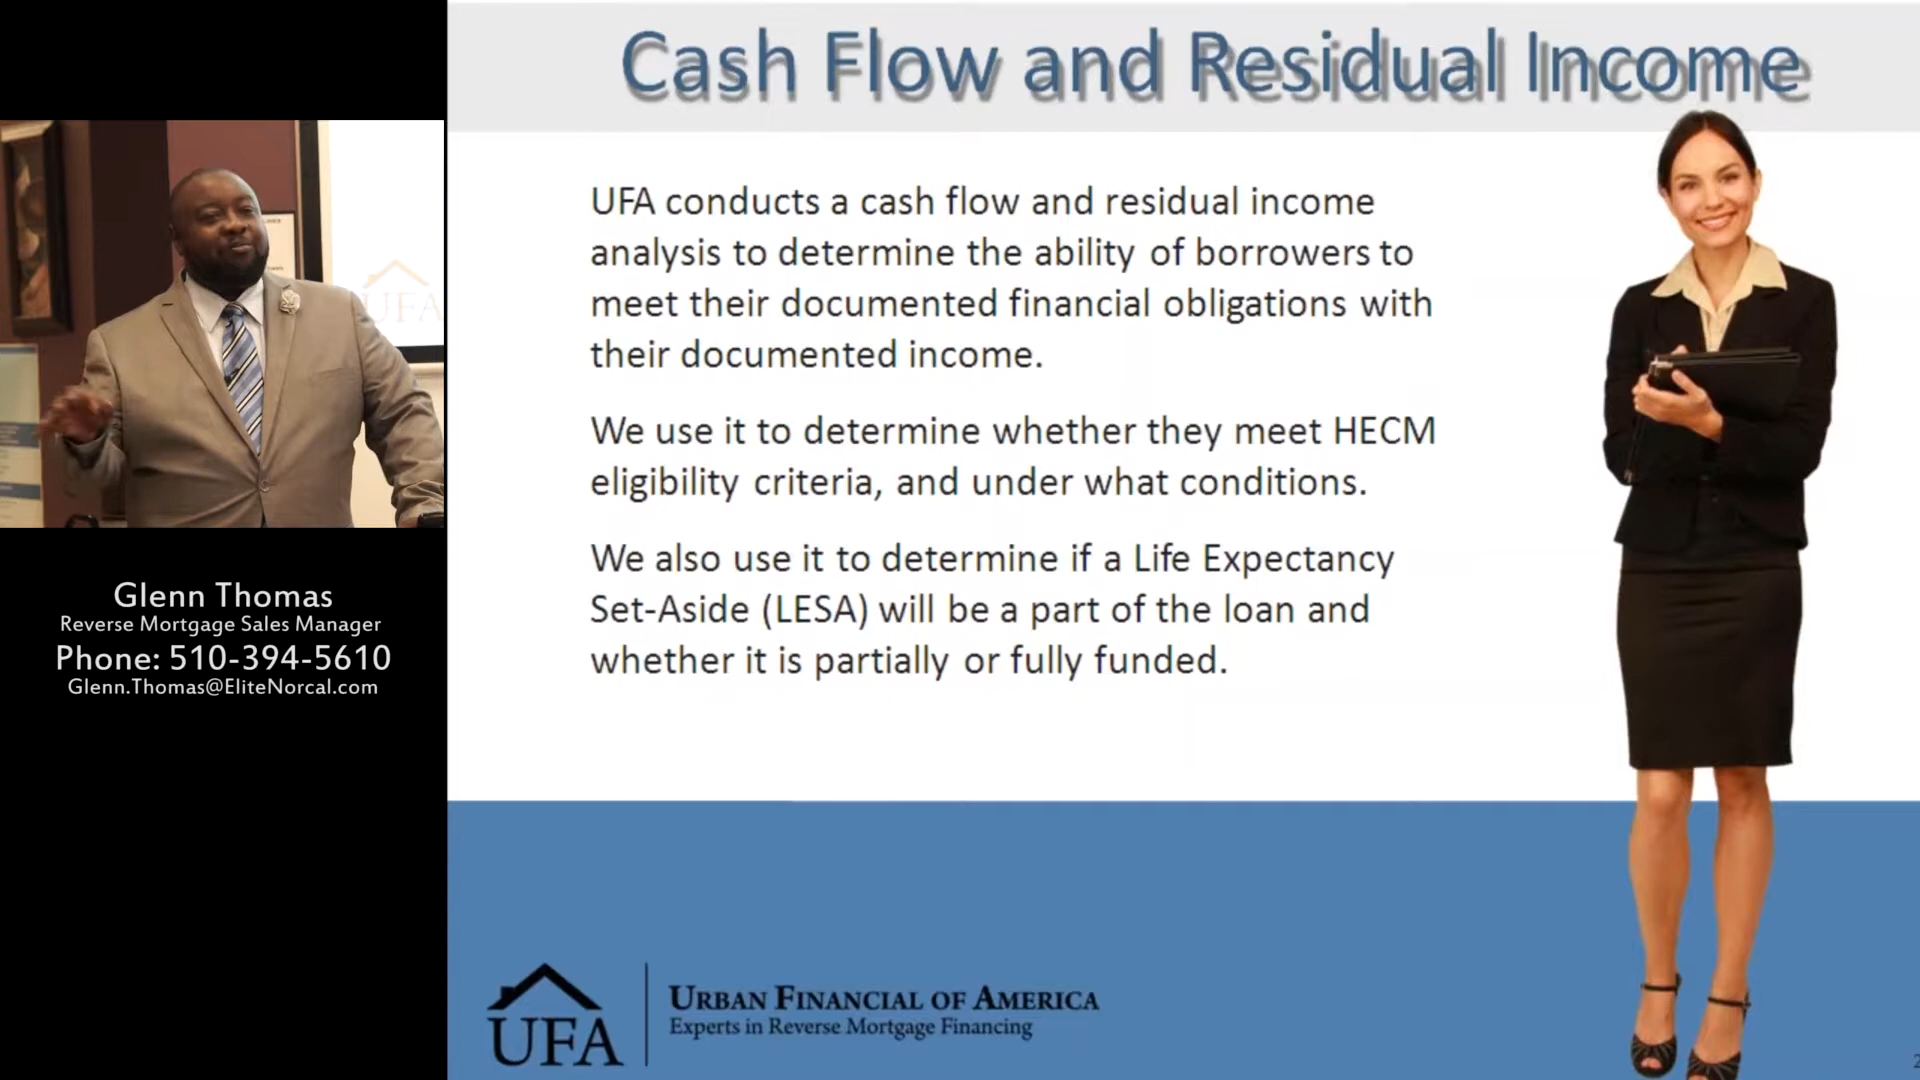 Cash Flow and Residual Income
UFA conducts a cash flow and residual income
analysis to determine the ability of borrowers to
meet their documented financial obligations with
their documented income.
We use it to determine whether they meet HECM
eligibility criteria, and under what conditions.
We also use it to determine if a Life Expectancy
Set-Aside (LESA) will be a part of the loan and
whether it is partially or fully funded.
UFA
Glenn Thomas
Reverse Mortgage Sales Manager
Phone: 510-394-5610
Glenn.Thomas@EliteNorcal.com
UFA
URBAN FINANCIAL OF AMERICA
Experts in Reverse Mortgage Financing